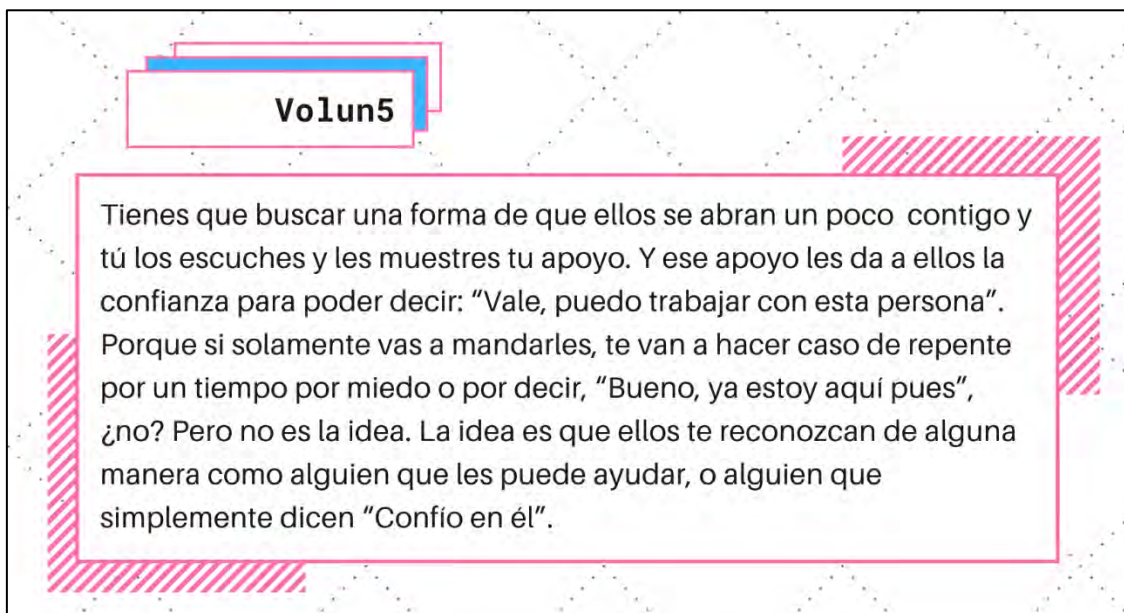 Volun5
Tienes que buscar una forma de que ellos se abran un poco contigo y
tú los escuches y les muestres tu apoyo. Y ese apoyo les da a ellos la
confianza para poder decir: “Vale, puedo trabajar con esta persona”.
Porque si solamente vas a mandarles, te van a hacer caso de repente
por un tiempo por miedo o por decir, “Bueno, ya estoy aquí pues”,
¿no? Pero no es la idea. La idea es que ellos te reconozcan de alguna
manera como alguien que les puede ayudar, o alguien que
simplemente dicen “Confío en él”.